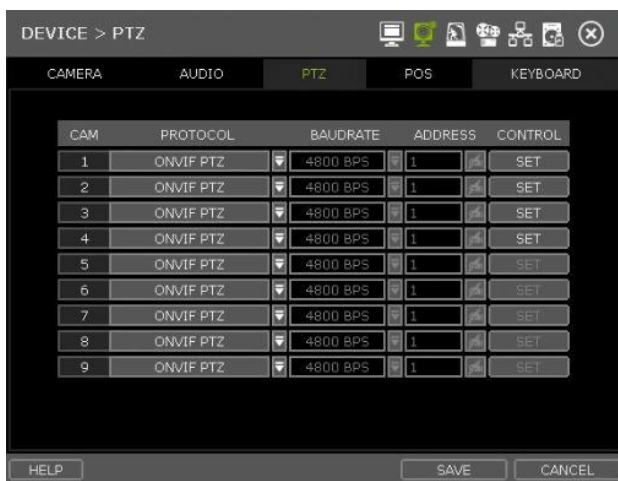 DEVICE > PTZ
CAMERA AUDIO PTZ POS KEYBOARD
CAM PROTOCOL BAUDRATE ADDRESS CONTROL
1 ONVIF PTZ 4800 BPS 1 SET
2 ONVIF PTZ 4800 BPS 1 SET
3 ONVIF PTZ 4800 BPS 1 SET
4 ONVIF PTZ 4800 BPS 1 SET
5 ONVIF PTZ 4800 BPS 1 SET
6 ONVIF PTZ 4800 BPS 1 SET
7 ONVIF PTZ 4800 BPS 1 SET
8 ONVIF PTZ 4800 BPS 1 SET
9 ONVIF PTZ 4800 BPS 1 SET
HELP SAVE CANCEL